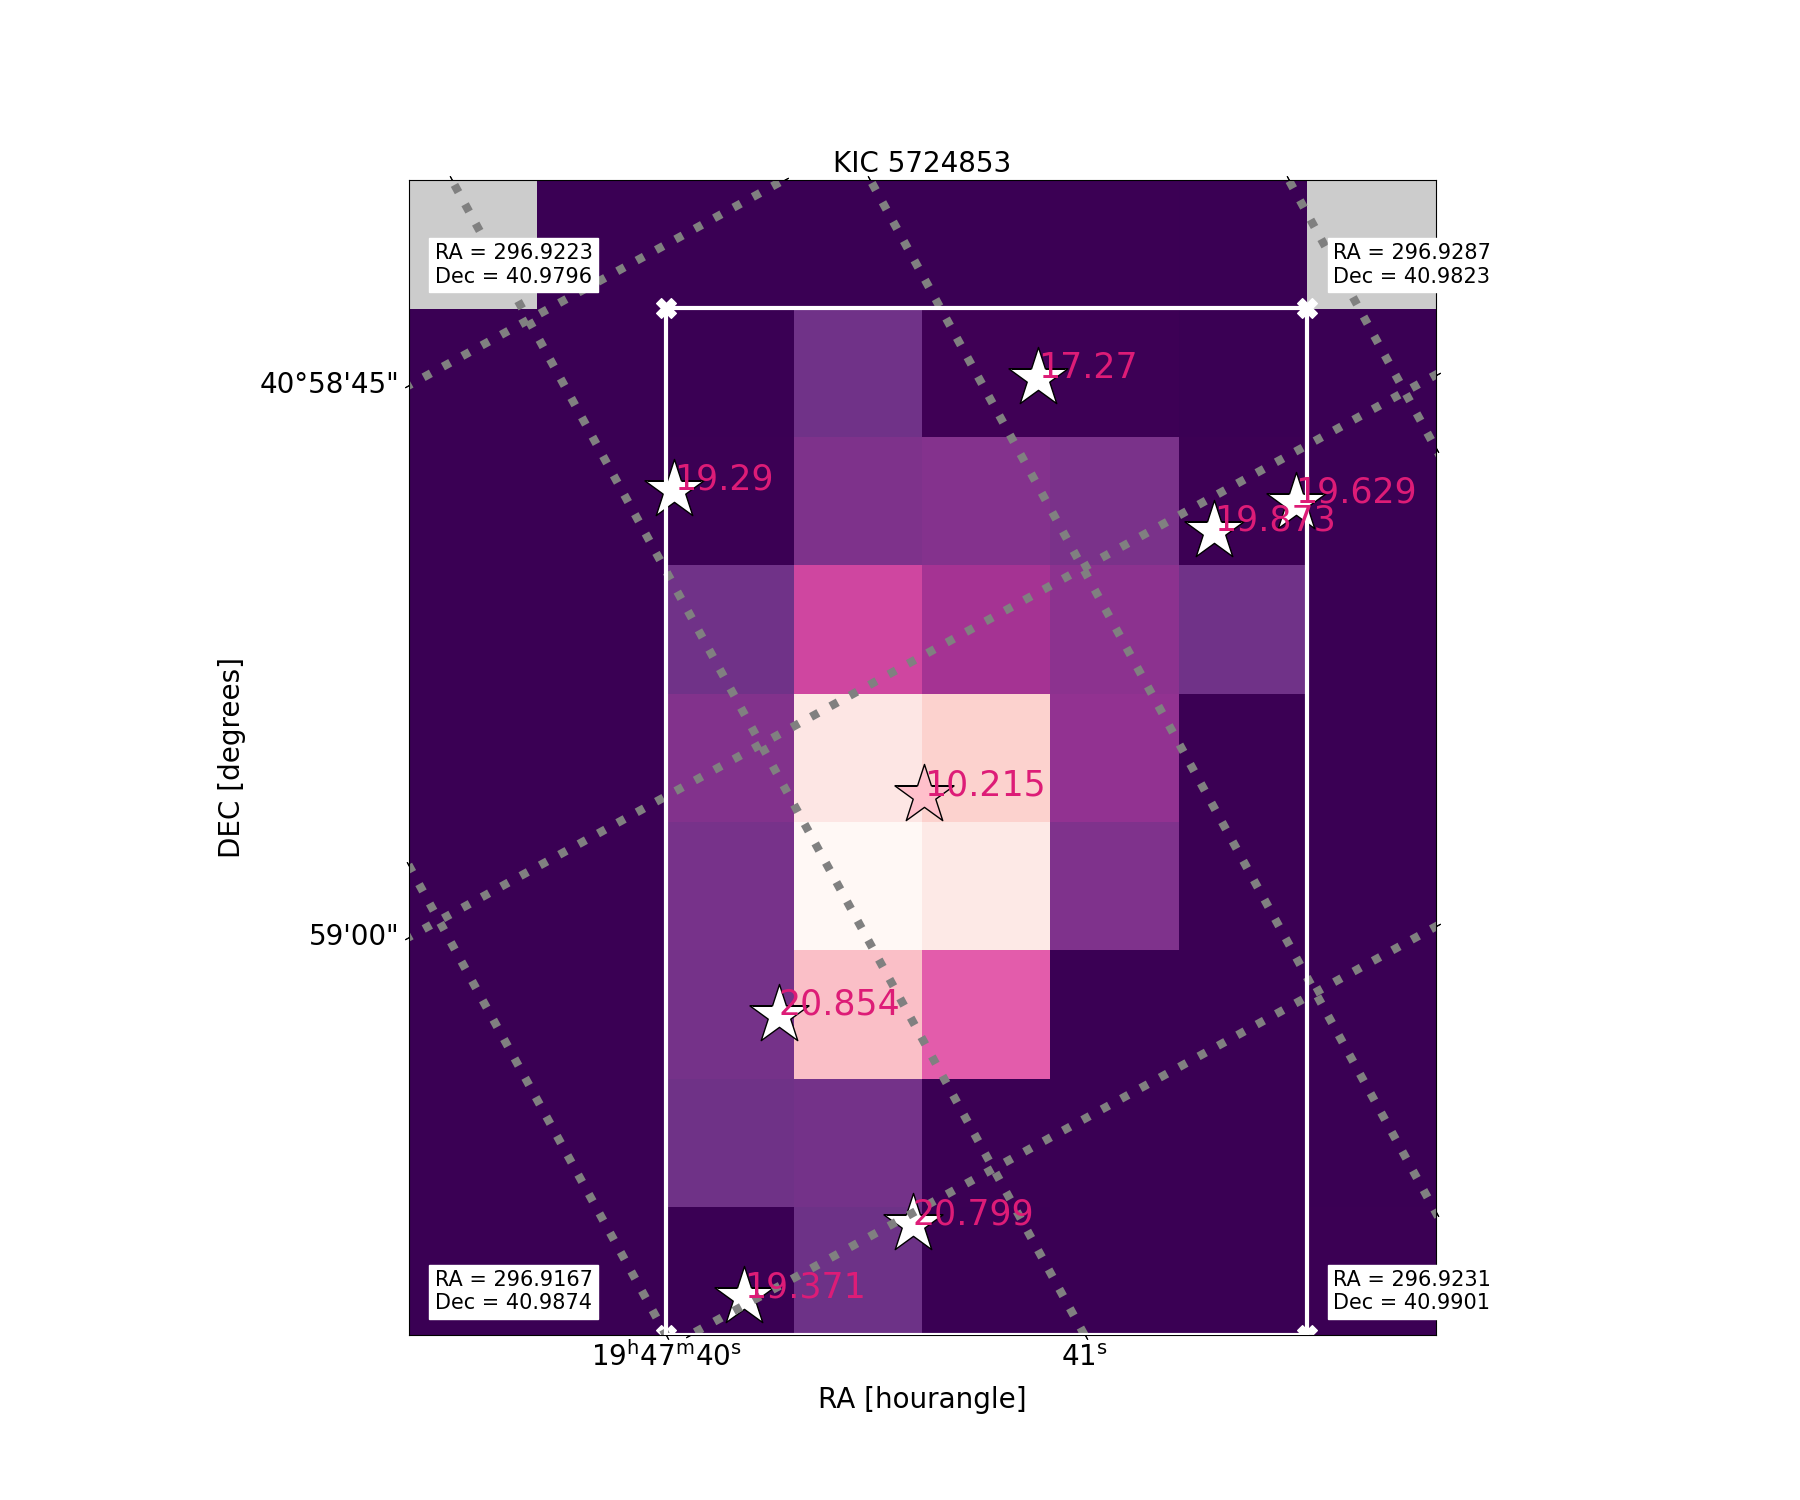 KIC 5724853
RA = 296.9223
Dec = 40.9796
RA = 296.9287
Dec = 40.9823
17.27
40°58'45"
19.29
19.629
19.873
10.215
DEC [degrees]
59'00"
20.854
20.799
19.371
RA = 296.9167
Dec = 40.9874
RA = 296.9231
Dec = 40.9901
19ʰ47ᵐ40ˢ
41ˢ
RA [hourangle]